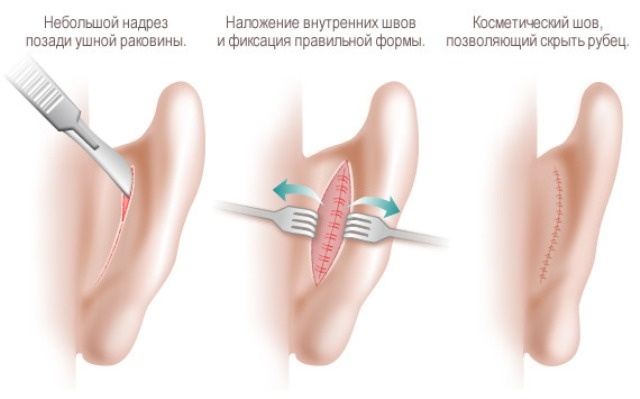 Небольшой надрез
позади ушной раковины.
Наложение внутренних швов
и фиксация правильной формы.
Косметический шов,
позволяющий скрыть рубец.